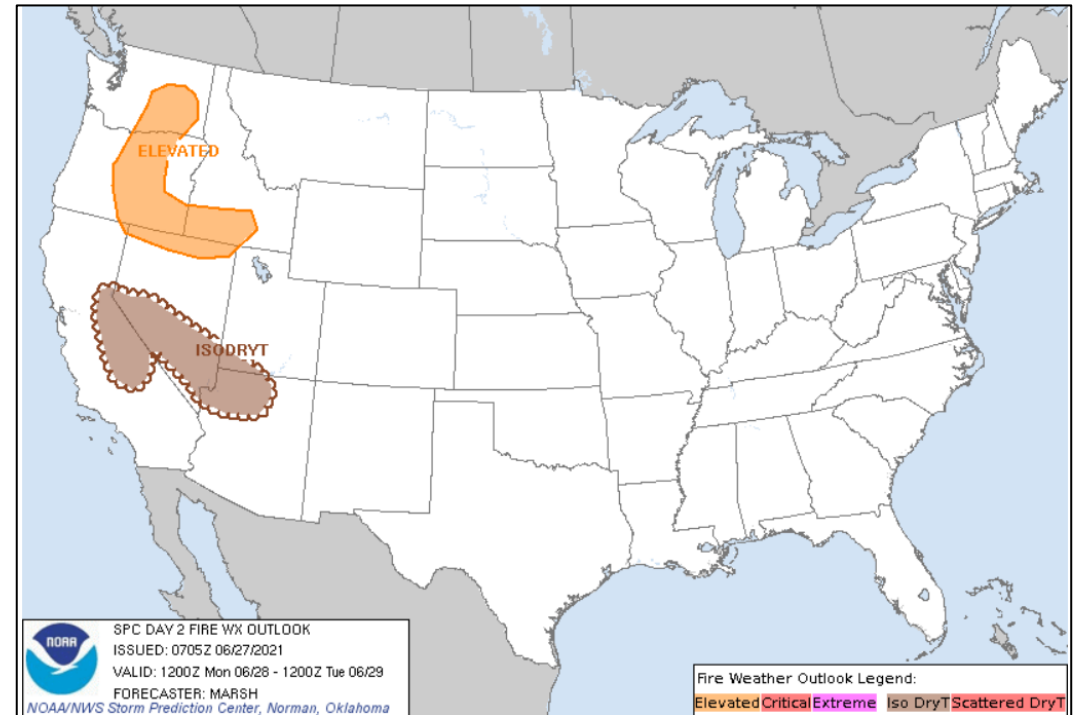 ELEVATED
ISODRYT
NOAA
SPC DAY 2 FIRE WX OUTLOOK
ISSUED: 0705Z 06/27/2021
VALID: 1200Z Mon 06/28 - 1200Z Tue 06/29
FORECASTER: MARSH
NOAA/NWS Storm Prediction Center, Norman, Oklahoma
Fire Weather Outlook Legend:
Elevated Critical Extreme Iso DryT Scattered DryT